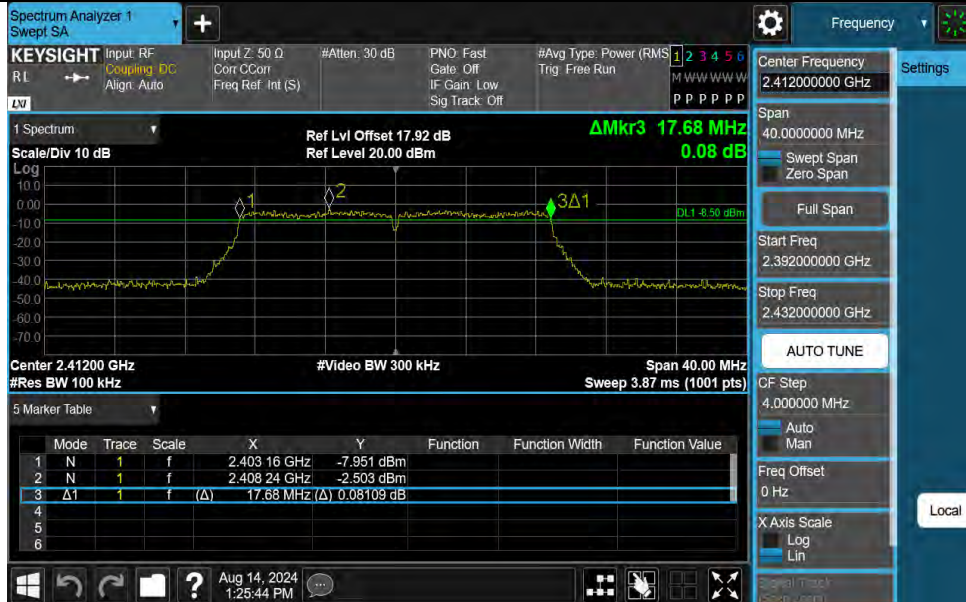 Spectrum Analyzer 1
Swept SA
Frequency
KEYSIGHT
RL
LXI
Input: RF
Coupling: DC
Align: Auto
Input Z: 50 Ω
Corr CCorr
Freq Ref: Int (S)
#Atten: 30 dB
PNO: Fast
Gate: Off
IF Gain: Low
Sig Track: Off
#Avg Type: Power (RMS
Trig: Free Run
1 2 3 4 5 6
M W W W W W
P P P P P P
1 Spectrum
Scale/Div 10 dB
Ref Lvl Offset 17.92 dB
Ref Level 20.00 dBm
ΔMkr3 17.68 MHz
0.08 dB
Log
10.0
0.00
-10.0
-20.0
-30.0
-40.0
-50.0
-60.0
-70.0
1
2
3Δ1
DL1 -8.50 dBm
Center 2.41200 GHz
#Res BW 100 kHz
#Video BW 300 kHz
Span 40.00 MHz
Sweep 3.87 ms (1001 pts)
5 Marker Table
Mode Trace Scale X Y Function Function Width Function Value
1 N 1 f 2.403 16 GHz -7.951 dBm
2 N 1 f 2.408 24 GHz -2.503 dBm
3 Δ1 1 f (Δ) 17.68 MHz (Δ) 0.08109 dB
4
5
6
Aug 14, 2024
1:25:44 PM
Center Frequency
2.412000000 GHz
Span
40.0000000 MHz
Swept Span
Zero Span
Full Span
Start Freq
2.392000000 GHz
Stop Freq
2.432000000 GHz
AUTO TUNE
CF Step
4.000000 MHz
Auto
Man
Freq Offset
0 Hz
X Axis Scale
Log
Lin
Signal Track
(Span Zoom)
Settings
Local